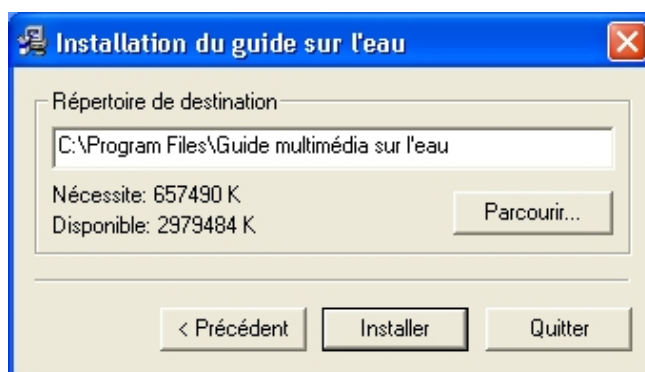 Installation du guide sur l'eau
Répertoire de destination
C:\Program Files\Guide multimédia sur l'eau
Nécessite: 657490 K
Disponible: 2979484 K
Parcourir...
< Précédent
Installer
Quitter